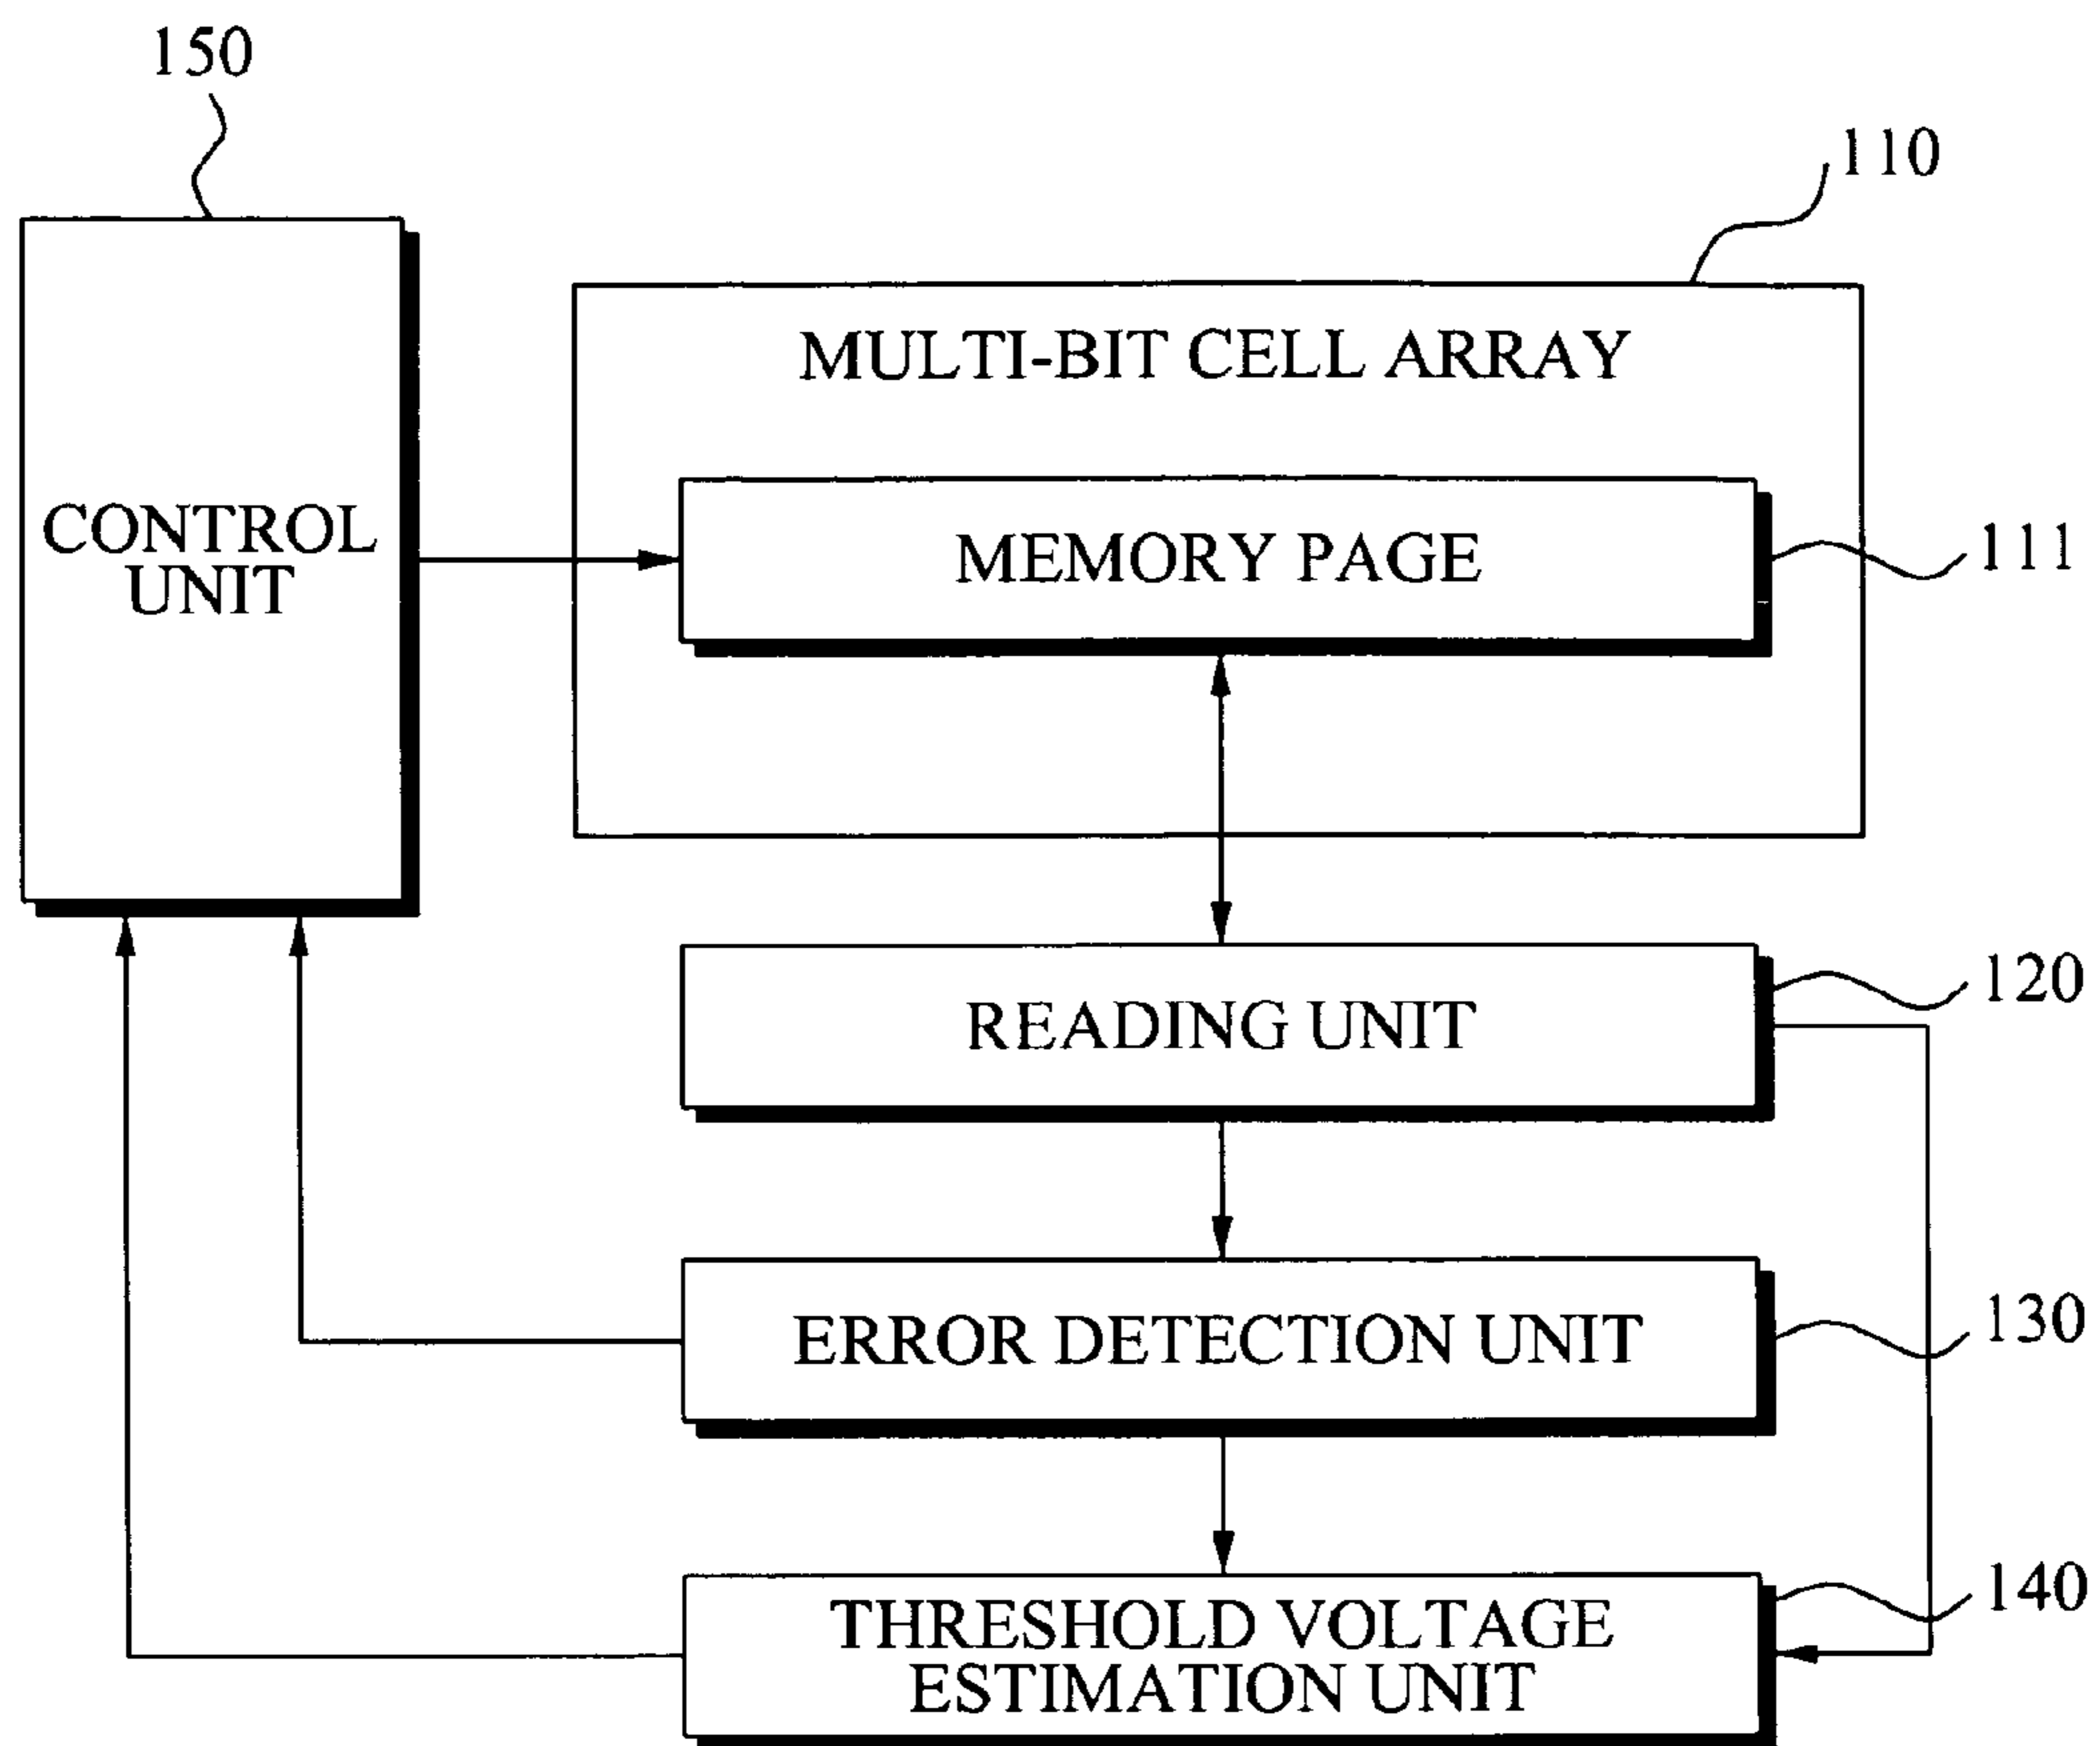 150
110
MULTI-BIT CELL ARRAY
CONTROL
UNIT
MEMORY PAGE
111
READING UNIT
120
ERROR DETECTION UNIT
130
THRESHOLD VOLTAGE
ESTIMATION UNIT
140